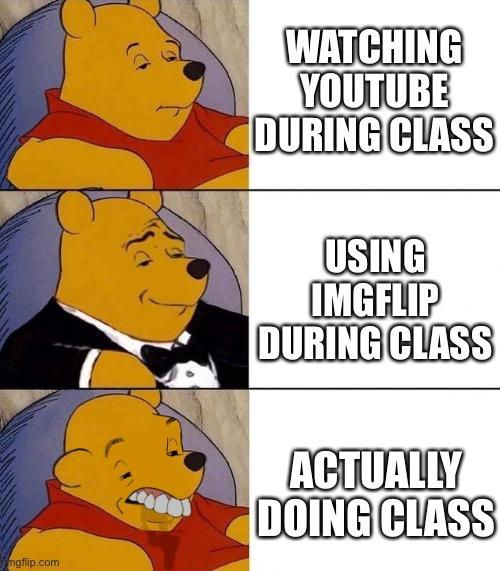 WATCHING
YOUTUBE
DURING CLASS
USING
IMGFLIP
DURING CLASS
ACTUALLY
DOING CLASS
imgflip.com